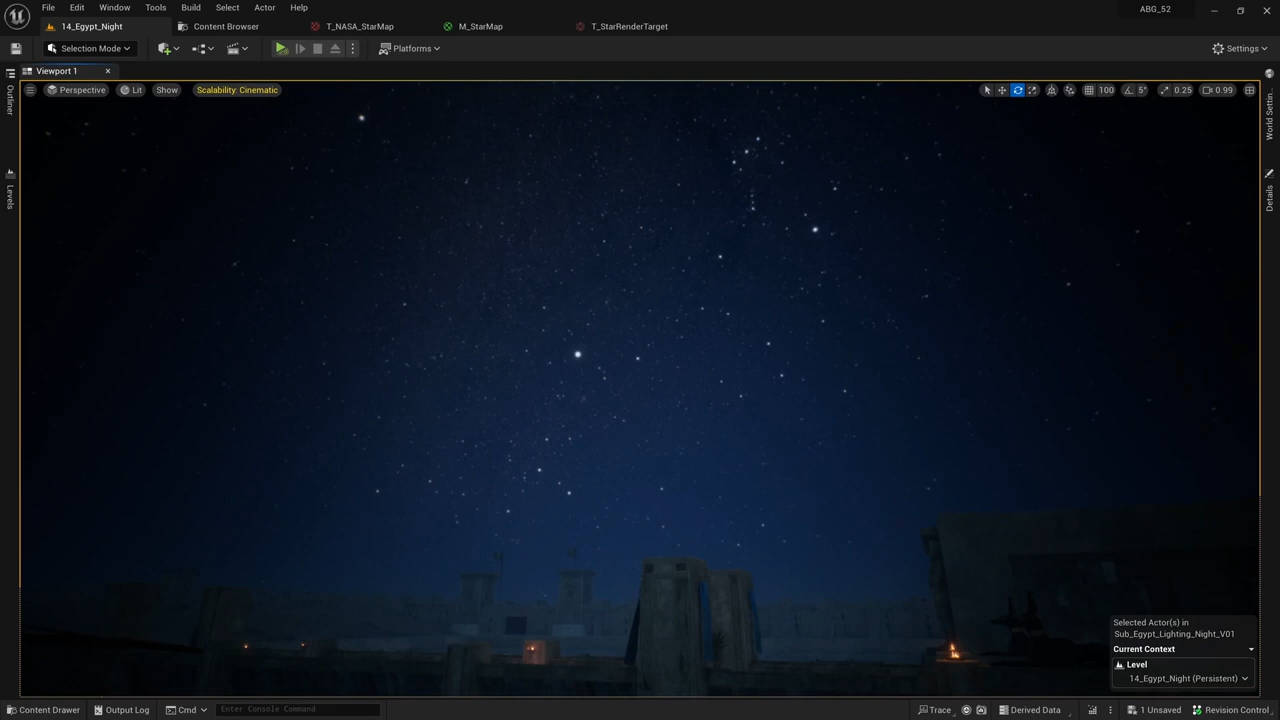 File Edit Window Tools Build Select Actor Help
ABG_52
14_Egypt_Night Content Browser T_NASA_StarMap M_StarMap T_StarRenderTarget
Selection Mode Platforms Settings
Viewport 1
Perspective Lit Show Scalability: Cinematic 100 5° 0.25 0.99
Outliner
Levels
World Settin...
Details
Selected Actor(s) in
Sub_Egypt_Lighting_Night_V01
Current Context
Level
14_Egypt_Night (Persistent)
Content Drawer Output Log Cmd Enter Console Command Trace Derived Data 1 Unsaved Revision Control